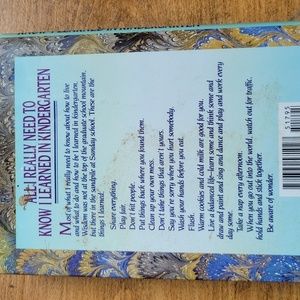 ALL I REALLY NEED TO
KNOW I LEARNED IN KINDERGARTEN
Most of what I really need to know about how to live
and what to do and how to be I learned in kindergarten.
Wisdom was not at the top of the graduate school mountain,
but there in the sandpile at Sunday school. These are the
things I learned:
Share everything.
Play fair.
Don't hit people.
Put things back where you found them.
Clean up your own mess.
Don't take things that aren't yours.
Say you're sorry when you hurt somebody.
Wash your hands before you eat.
Flush.
Warm cookies and cold milk are good for you.
Live a balanced life—learn some and think some and
draw and paint and sing and dance and play and work every
day some.
Take a nap every afternoon.
When you go out into the world, watch out for traffic,
hold hands and stick together.
Be aware of wonder.
51795